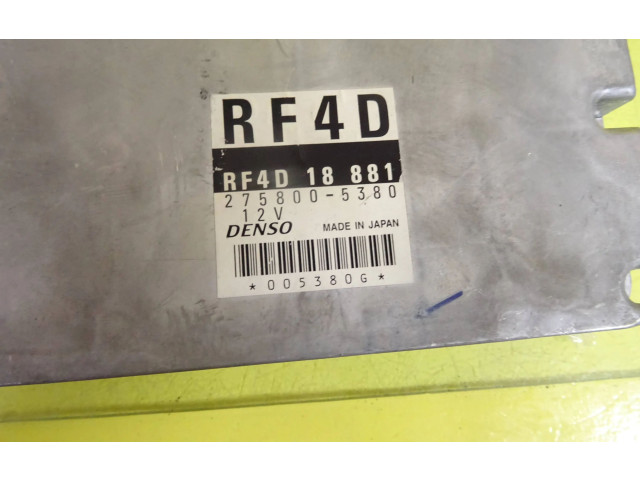 RF4D
RF4D 18 881
275800-5380
12V
DENSO MADE IN JAPAN
*005380G*